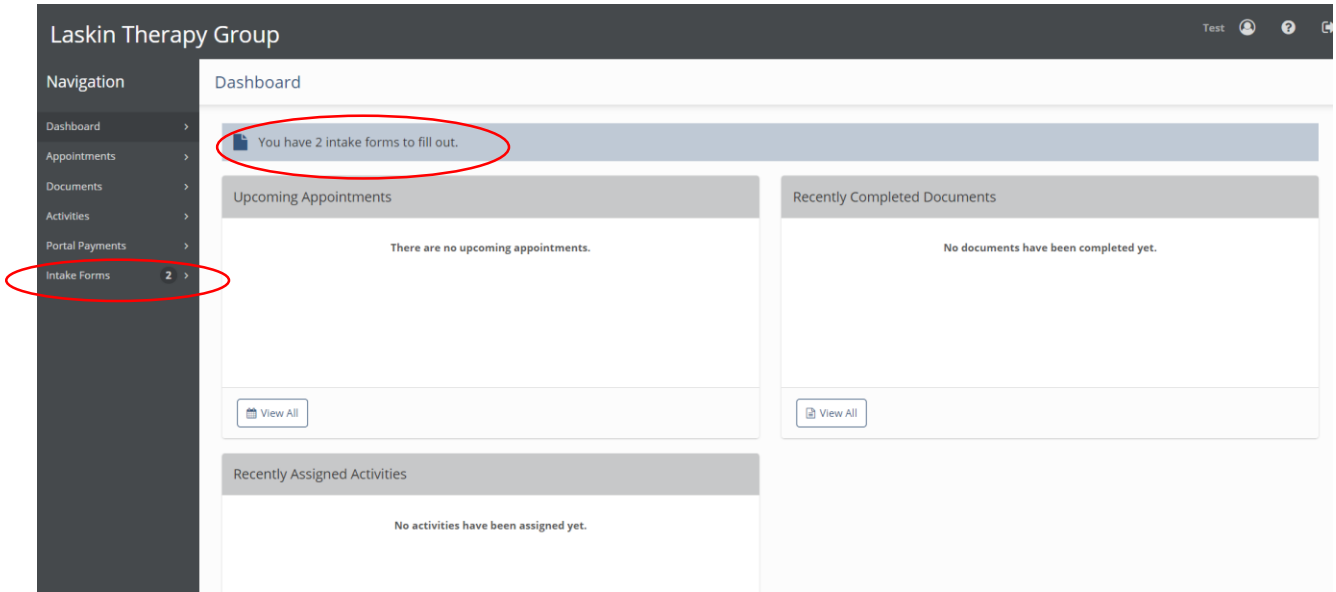 Laskin Therapy Group
Test
Navigation
Dashboard
Appointments
Documents
Activities
Portal Payments
Intake Forms 2
Dashboard
You have 2 intake forms to fill out.
Upcoming Appointments
There are no upcoming appointments.
View All
Recently Completed Documents
No documents have been completed yet.
View All
Recently Assigned Activities
No activities have been assigned yet.